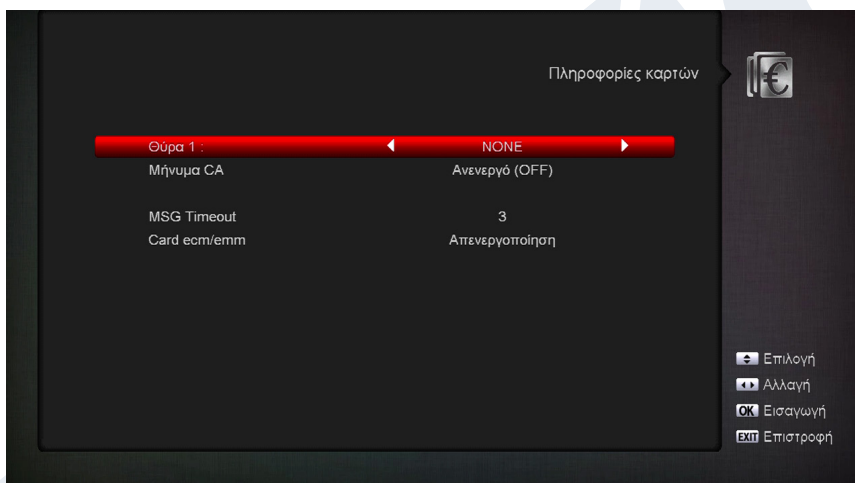 Πληροφορίες καρτών
Θύρα 1 : NONE
Μήνυμα CA Ανενεργό (OFF)
MSG Timeout 3
Card ecm/emm Απενεργοποίηση
Επιλογή
Αλλαγή
OK Εισαγωγή
EXIT Επιστροφή